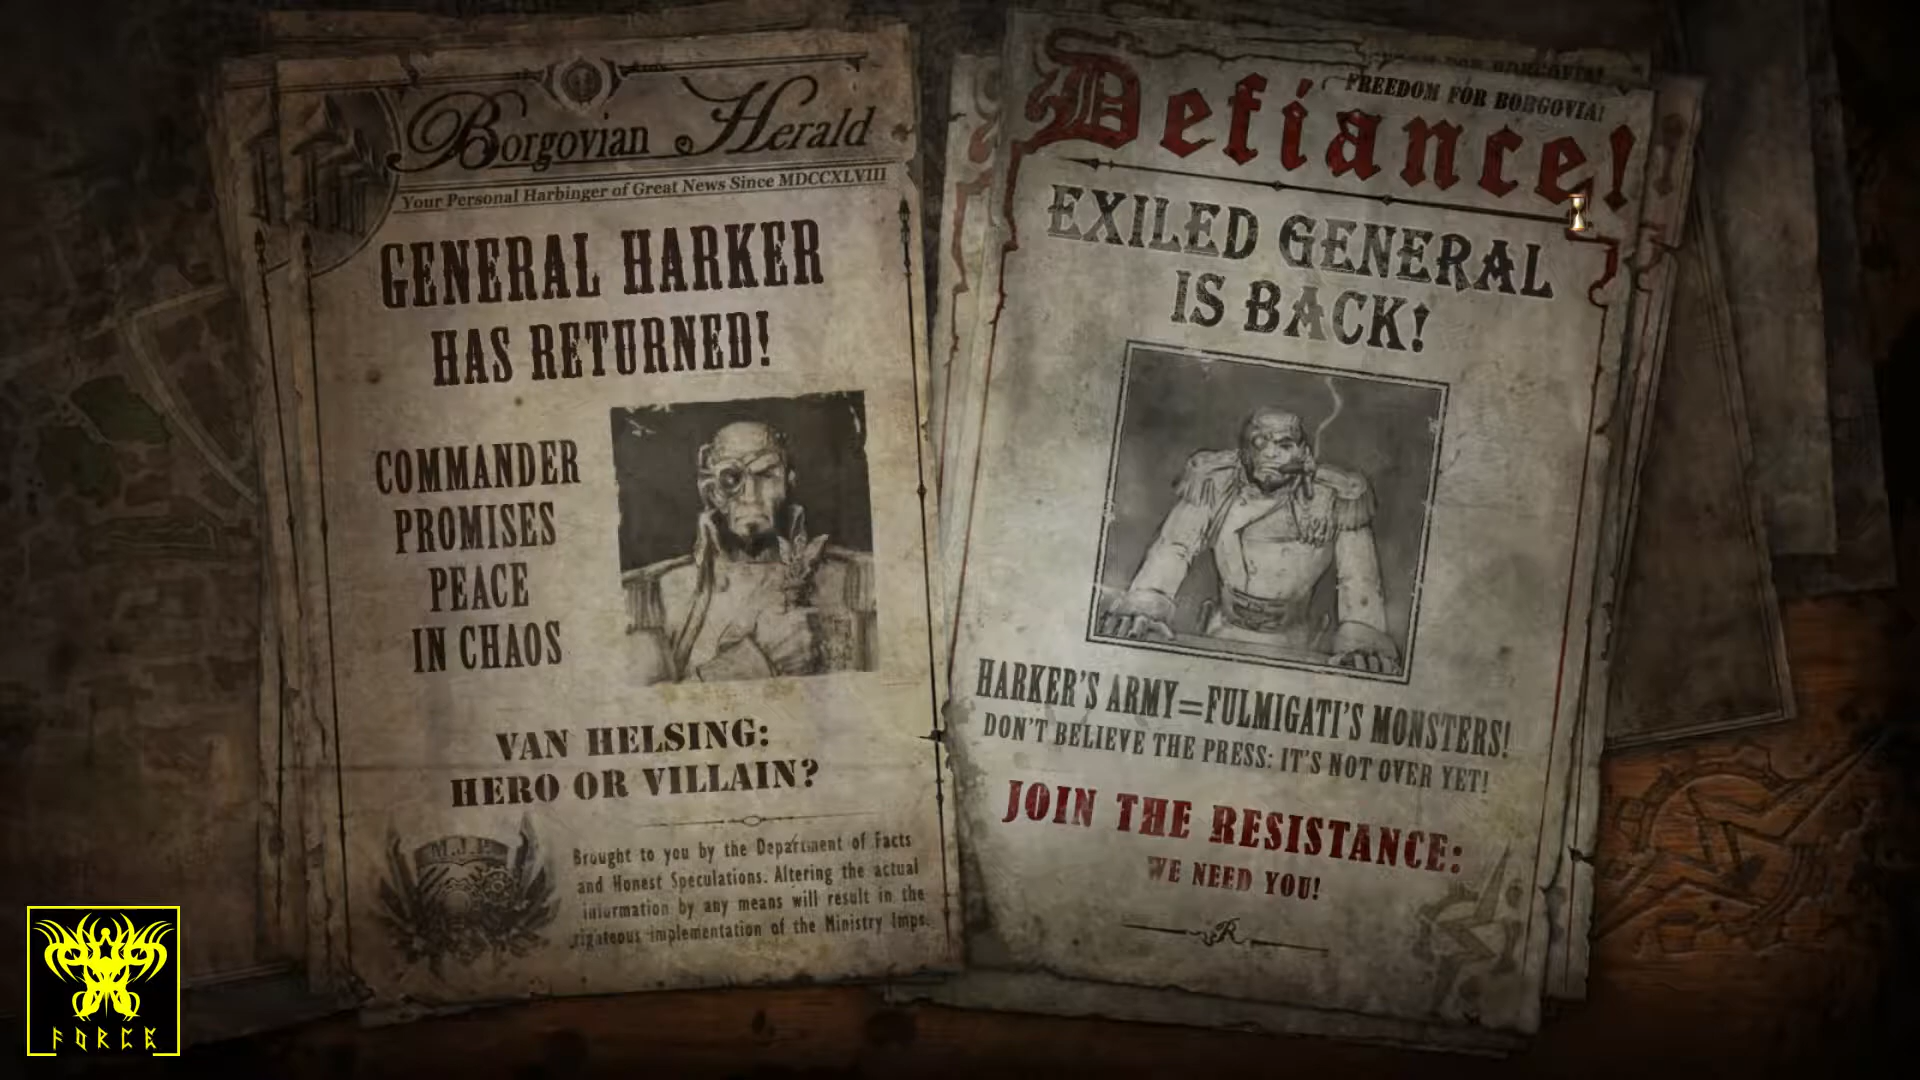 Borgovian Herald
Your Personal Harbinger of Great News Since MDCCXLVIII
GENERAL HARKER
HAS RETURNED!
COMMANDER
PROMISES
PEACE
IN CHAOS
VAN HELSING:
HERO OR VILLAIN?
Brought to you by the Department of Facts
and Honest Speculations. Altering the actual
information by any means will result in the
rigateous implementation of the Ministry Imps.
FREEDOM FOR BORGOVIA!
Defiance!
EXILED GENERAL
IS BACK!
HARKER'S ARMY=FULMIGATI'S MONSTERS!
DON'T BELIEVE THE PRESS: IT'S NOT OVER YET!
JOIN THE RESISTANCE:
WE NEED YOU!
R
FORCE